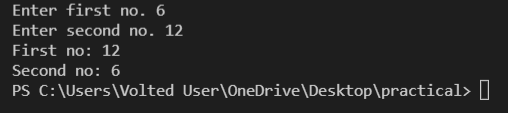 Enter first no. 6
Enter second no. 12
First no: 12
Second no: 6
PS C:\Users\Volted User\OneDrive\Desktop\practical>